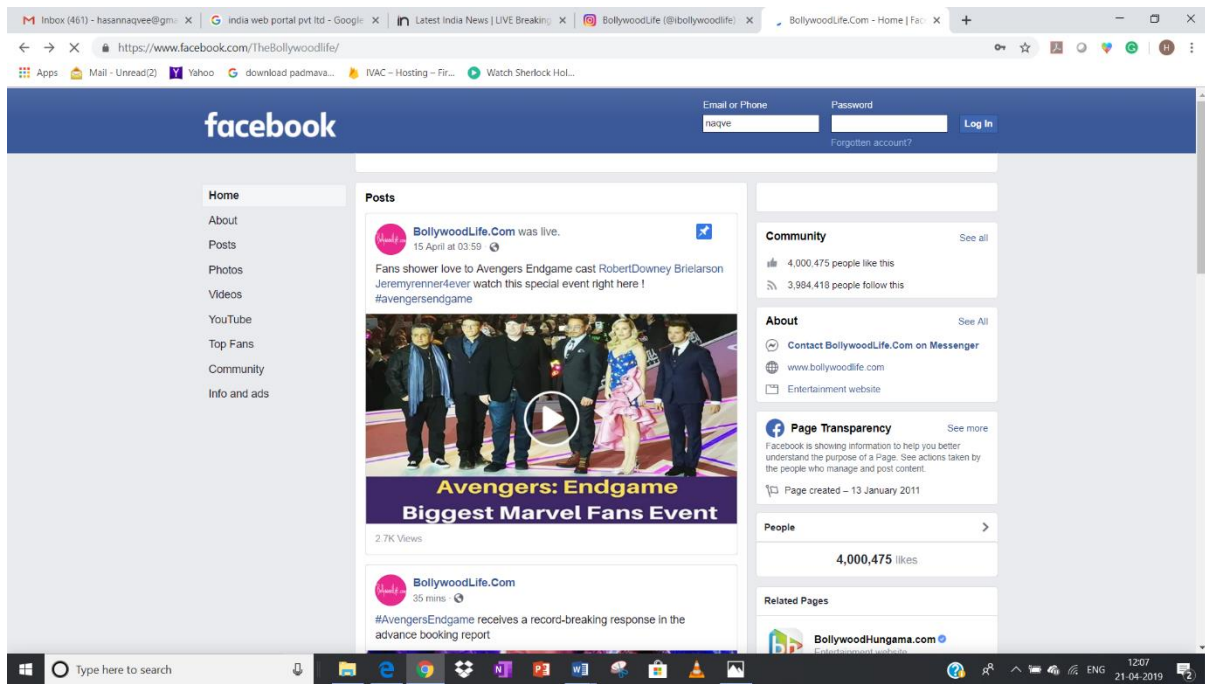 Inbox (461) - hasannaqvee@gma
india web portal pvt ltd - Google
Latest India News | LIVE Breaking
BollywoodLife (@ibollywoodlife)
BollywoodLife.Com - Home | Fac
https://www.facebook.com/TheBollywoodlife/
Apps
Mail - Unread(2)
Yahoo
download padmava...
IVAC – Hosting – Fir...
Watch Sherlock Hol...
facebook
Email or Phone
Password
naqve
Log In
Forgotten account?
Home
About
Posts
Photos
Videos
YouTube
Top Fans
Community
Info and ads
Posts
BollywoodLife.Com was live.
15 April at 03:59 ·
Fans shower love to Avengers Endgame cast RobertDowney Brielarson
Jeremyrenner4ever watch this special event right here !
#avengersendgame
Avengers: Endgame
Biggest Marvel Fans Event
2.7K Views
BollywoodLife.Com
35 mins ·
#AvengersEndgame receives a record-breaking response in the
advance booking report
Community
See all
4,000,475 people like this
3,984,418 people follow this
About
See All
Contact BollywoodLife.Com on Messenger
www.bollywoodlife.com
Entertainment website
Page Transparency
See more
Facebook is showing information to help you better
understand the purpose of a Page. See actions taken by
the people who manage and post content.
Page created – 13 January 2011
People
4,000,475 likes
Related Pages
BollywoodHungama.com
Entertainment website
Type here to search
ENG
12:07
21-04-2019